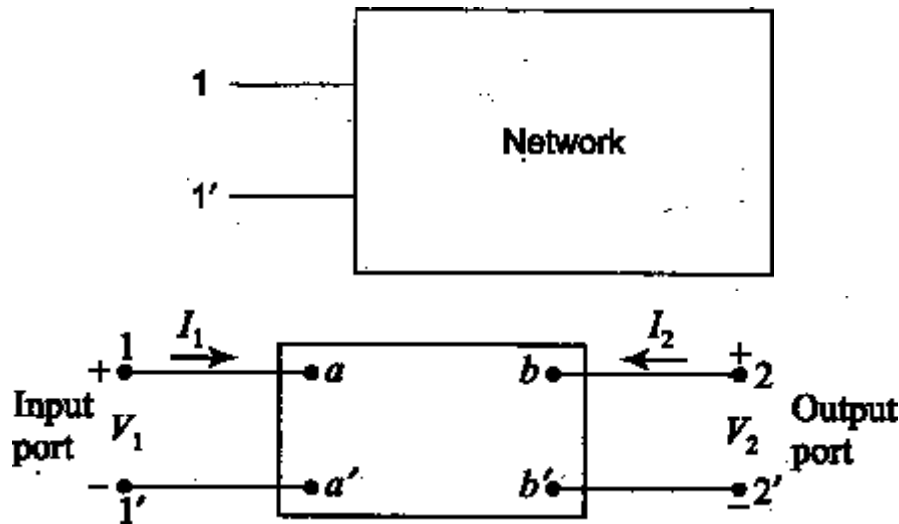 1
Network
1′
I₁
I₂
1
+
a
b
+
2
Input
port
V₁
V₂
Output
port
−
1′
a′
b′
−
2′